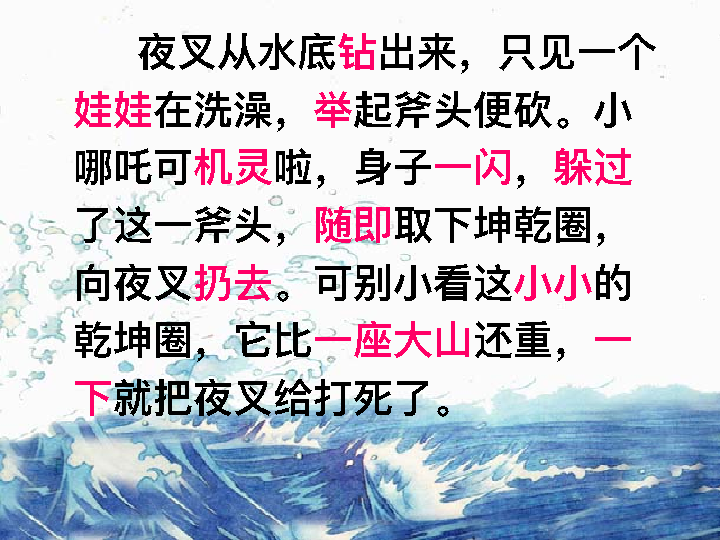 夜叉从水底钻出来，只见一个
娃娃在洗澡，举起斧头便砍。小
哪吒可机灵啦，身子一闪，躲过
了这一斧头，随即取下坤乾圈，
向夜叉扔去。可别小看这小小的
乾坤圈，它比一座大山还重，一
下就把夜叉给打死了。